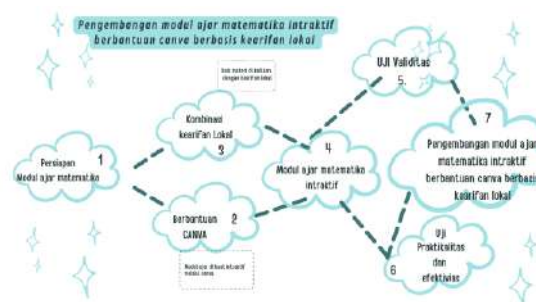 Pengembangan modul ajar matematika intraktif
berbantuan canva berbasis kearifan lokal
UJI Validitas
5.
Kombinasi
kearifan Lokal
3
1
Persiapan
Modul ajar matematika
4
Modul ajar matematika
intraktif
7
Pengembangan modul ajar
matematika intraktif
berbantuan canva berbasis
kearifan lokal
Berbantuan
CANVA
2
Uji
Praktikalitas
dan
efektivias
6